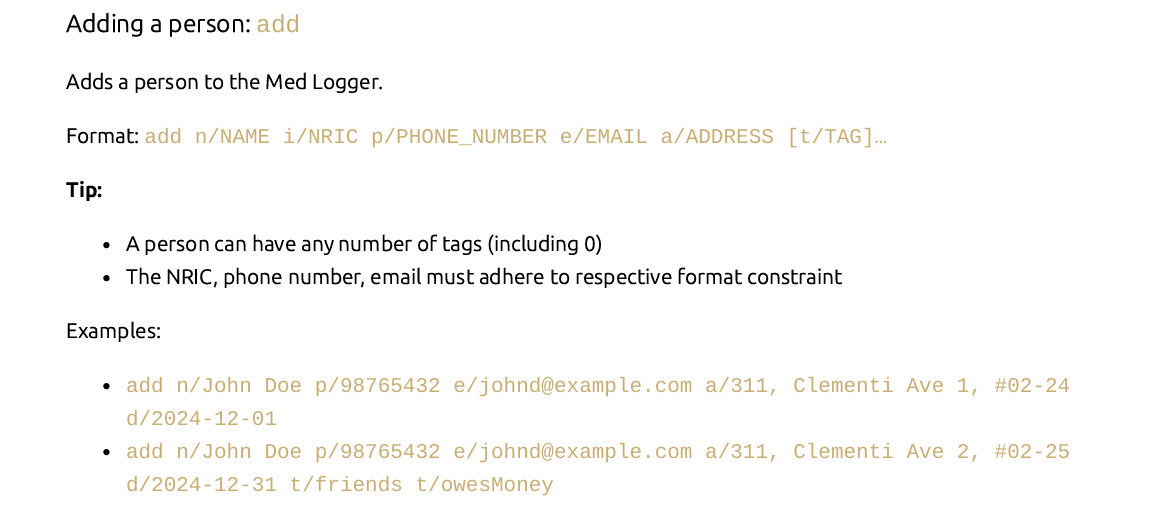 Adding a person: add
Adds a person to the Med Logger.
Format: add n/NAME i/NRIC p/PHONE_NUMBER e/EMAIL a/ADDRESS [t/TAG]…
Tip:
• A person can have any number of tags (including 0)
• The NRIC, phone number, email must adhere to respective format constraint
Examples:
• add n/John Doe p/98765432 e/johnd@example.com a/311, Clementi Ave 1, #02-24
d/2024-12-01
• add n/John Doe p/98765432 e/johnd@example.com a/311, Clementi Ave 2, #02-25
d/2024-12-31 t/friends t/owesMoney